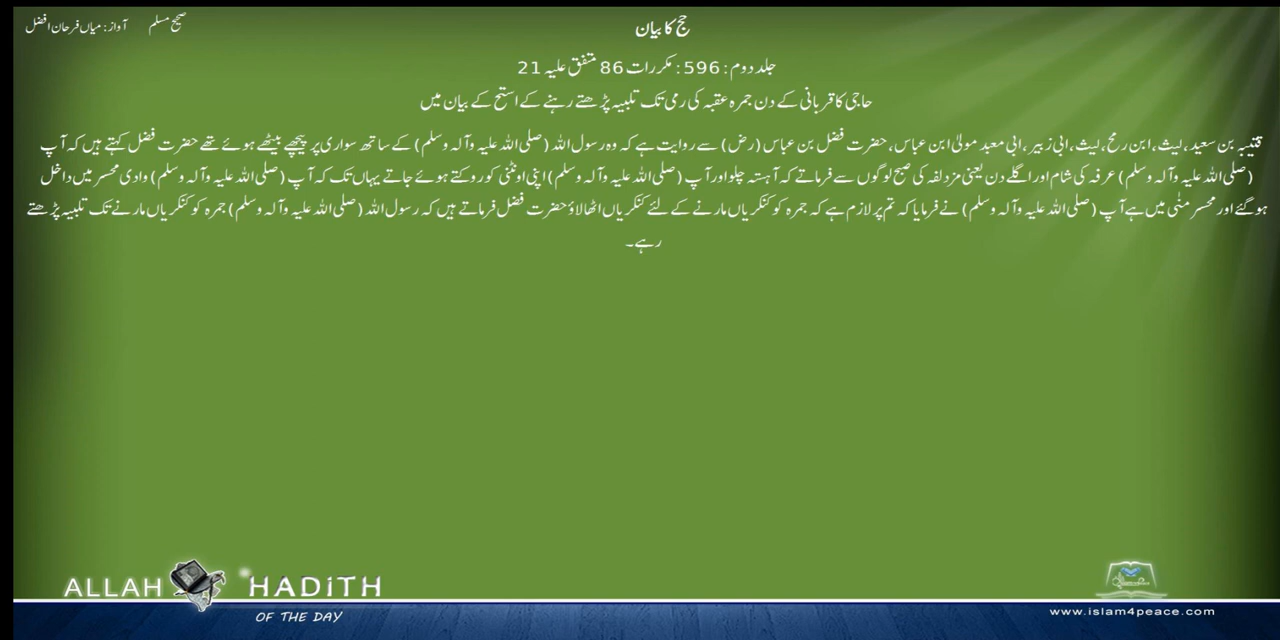 صحیح مسلم آواز: میاں فرحان افضل
حج کا بیان
جلد دوم: 596: مکررات 86 متفق علیہ 21
حاجی کا قربانی کے دن جمرہ عقبہ کی رمی تک تلبیہ پڑھتے رہنے کے استح کے بیان میں
قتیبہ بن سعید، لیث، ابن رمح، لیث، ابی زبیر، ابی معبد مولیٰ ابن عباس، حضرت فضل بن عباس (رض) سے روایت ہے کہ وہ رسول اللہ (صلی اللہ علیہ وآلہ وسلم) کے ساتھ سواری پر پیچھے بیٹھے ہوئے تھے حضرت فضل کہتے ہیں کہ آپ
(صلی اللہ علیہ وآلہ وسلم) عرفہ کی شام اور اگلے دن یعنی مزدلفہ کی صبح لوگوں سے فرماتے کہ آہستہ چلو اور آپ (صلی اللہ علیہ وآلہ وسلم) اپنی اونٹنی کو روکتے ہوئے جاتے یہاں تک کہ آپ (صلی اللہ علیہ وآلہ وسلم) وادی محسر میں داخل
ہو گئے اور محسر منٰی میں ہے آپ (صلی اللہ علیہ وآلہ وسلم) نے فرمایا کہ تم پر لازم ہے کہ جمرہ کو کنکریاں مارنے کے لئے کنکریاں اٹھا لاؤ حضرت فضل فرماتے ہیں کہ رسول اللہ (صلی اللہ علیہ وآلہ وسلم) جمرہ کو کنکریاں مارنے تک تلبیہ پڑھتے
رہے۔
ALLAH HADITH
OF THE DAY
www.islam4peace.com